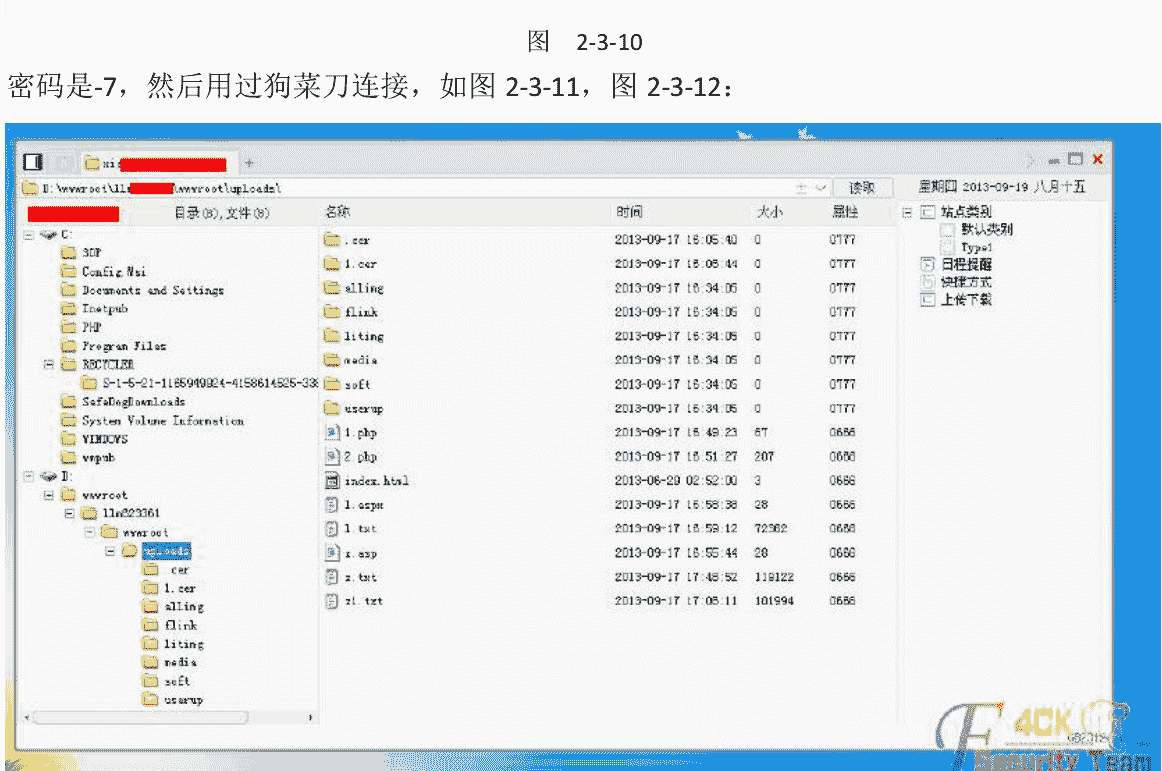 图 2-3-10
密码是-7，然后用过狗菜刀连接，如图 2-3-11，图 2-3-12：
xi
+
D:\wwwroot\llm \wwwroot\uploads\
读取
星期四 2013-09-19 八月十五
目录(8),文件(8)
名称 时间 大小 属性
C:
Config.Msi
Documents and Settings
Inetpub
PHP
Program Files
RECYCLER
SafeDogDownloads
System Volume Information
WINDOWS
wmpub
D:
wwwroot
wwwroot
uploads
.cer
1.cer
alling
flink
liting
media
soft
userup
.cer 2013-09-17 16:05:40 0 0777
1.cer 2013-09-17 16:06:44 0 0777
alling 2013-09-17 16:34:05 0 0777
flink 2013-09-17 16:34:05 0 0777
liting 2013-09-17 16:34:05 0 0777
media 2013-09-17 16:34:05 0 0777
soft 2013-09-17 16:34:05 0 0777
userup 2013-09-17 16:34:05 0 0777
1.php 2013-09-17 16:49:23 67 0666
2.php 2013-09-17 16:51:27 207 0666
index.html 2013-06-29 02:52:00 3 0666
1.aspx 2013-09-17 16:58:38 28 0666
1.txt 2013-09-17 16:59:12 72362 0666
x.asp 2013-09-17 16:55:44 28 0666
z.txt 2013-09-17 17:46:52 119122 0666
z1.txt 2013-09-17 17:06:11 101994 0666
站点类别
默认类别
Type1
日程提醒
快捷方式
上传下载
F4CK
Security Team